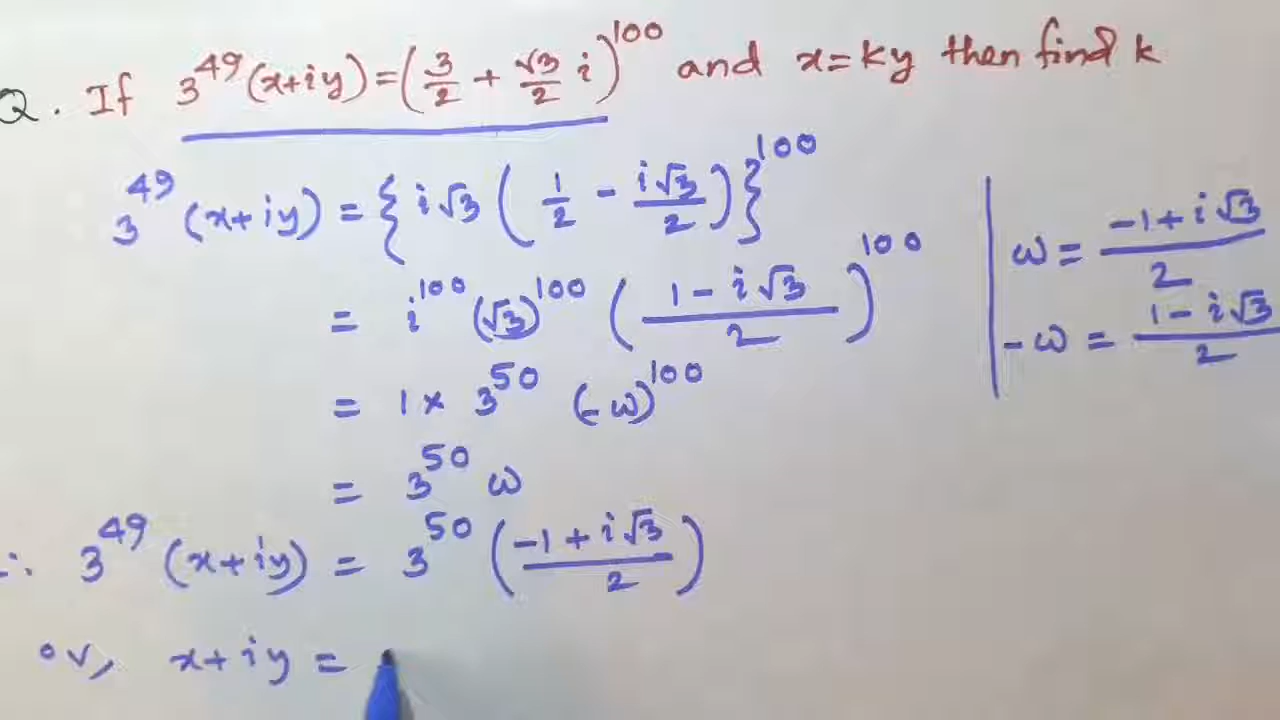 Q. If 3^49 (x+iy) = (3/2 + √3/2 i)^100 and x=ky then find k
3^49 (x+iy) = { i√3 ( 1/2 - i√3/2 ) }^100
= i^100 (√3)^100 ( (1-i√3)/2 )^100
= 1 × 3^50 (-ω)^100
= 3^50 ω
∴ 3^49 (x+iy) = 3^50 ( (-1+i√3)/2 )
or, x+iy =
ω = (-1+i√3)/2
-ω = (1-i√3)/2